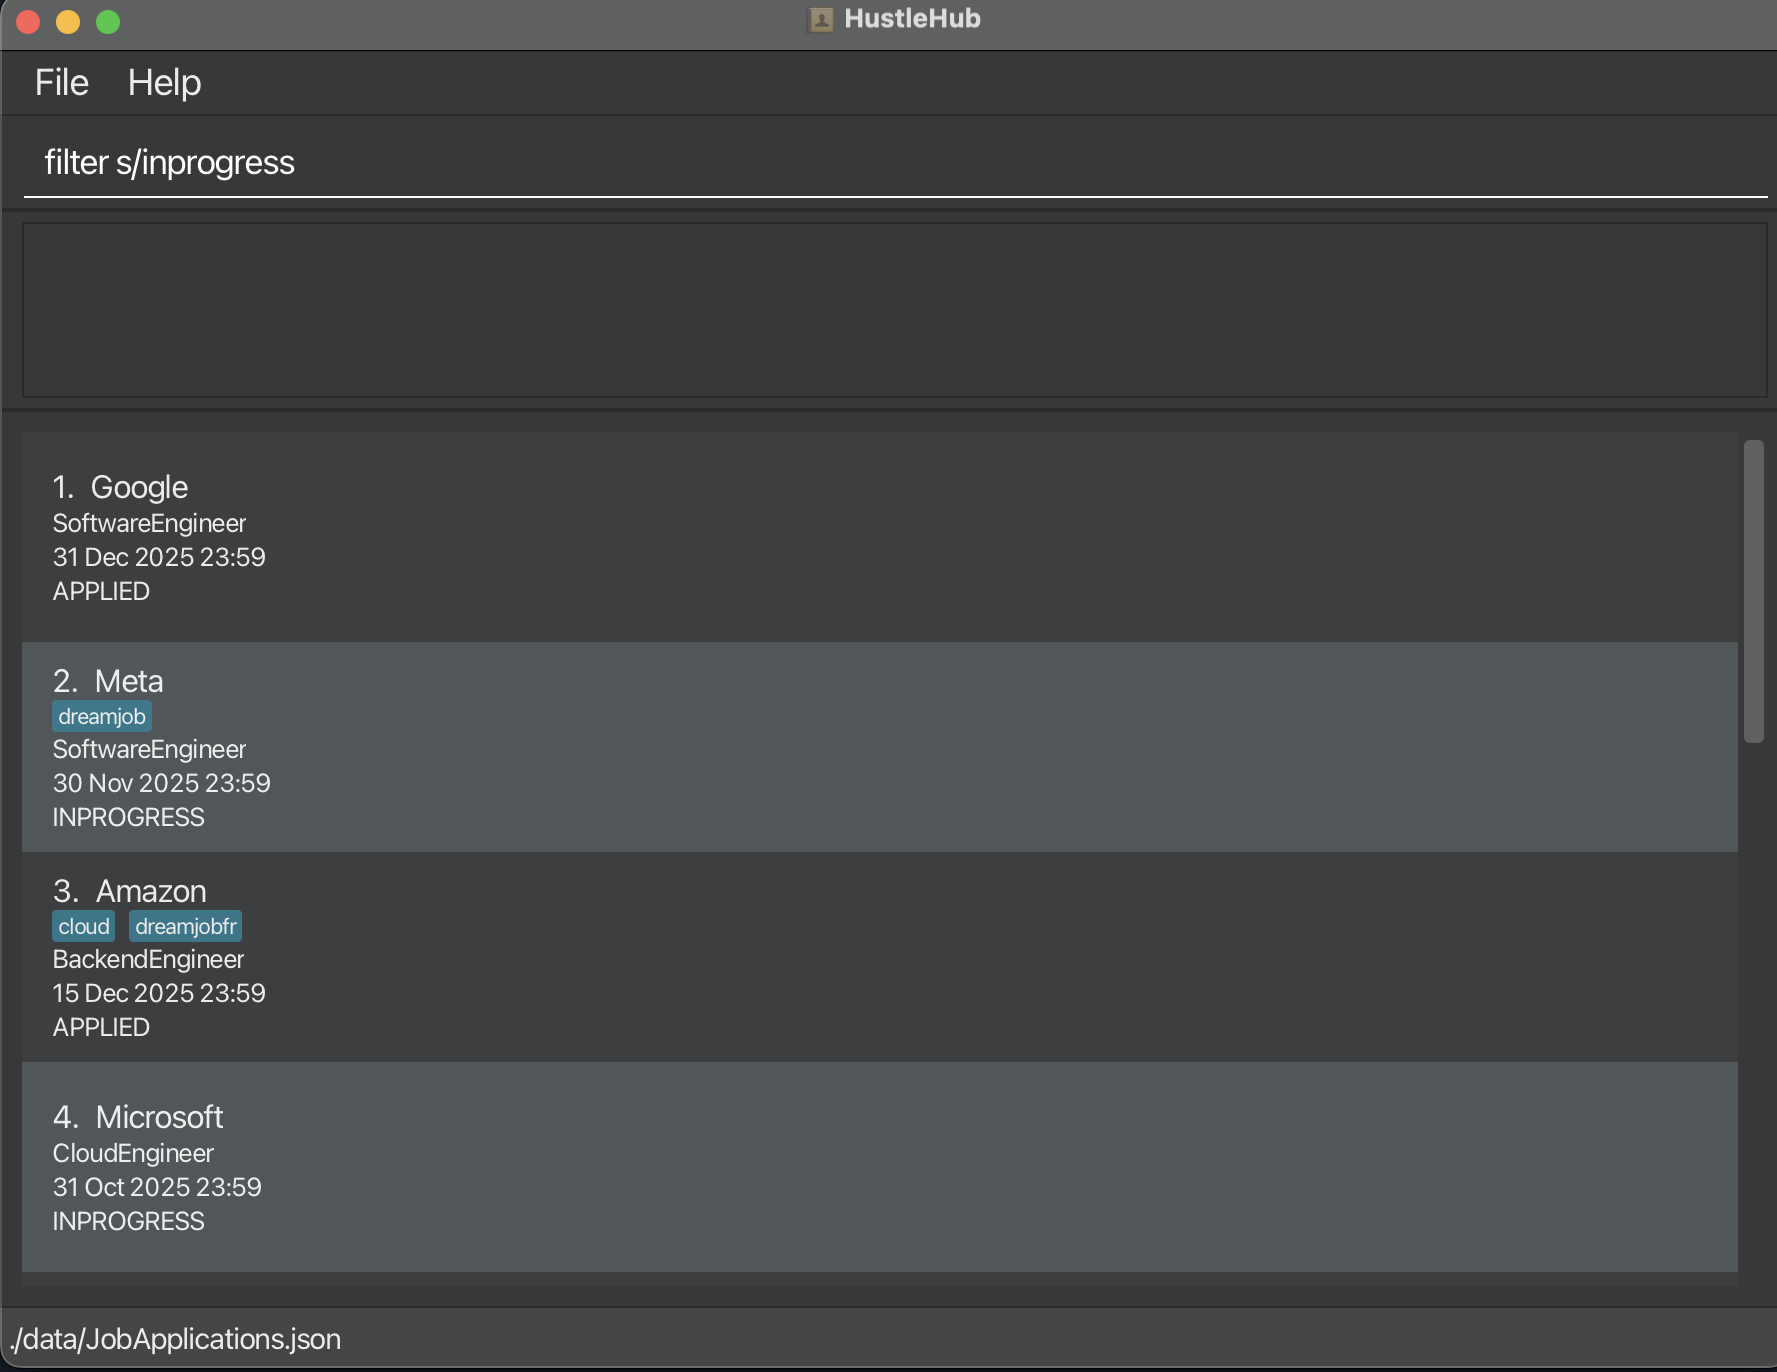 HustleHub
File Help
filter s/inprogress
1. Google
SoftwareEngineer
31 Dec 2025 23:59
APPLIED
2. Meta
dreamjob
SoftwareEngineer
30 Nov 2025 23:59
INPROGRESS
3. Amazon
cloud dreamjobfr
BackendEngineer
15 Dec 2025 23:59
APPLIED
4. Microsoft
CloudEngineer
31 Oct 2025 23:59
INPROGRESS
./data/JobApplications.json